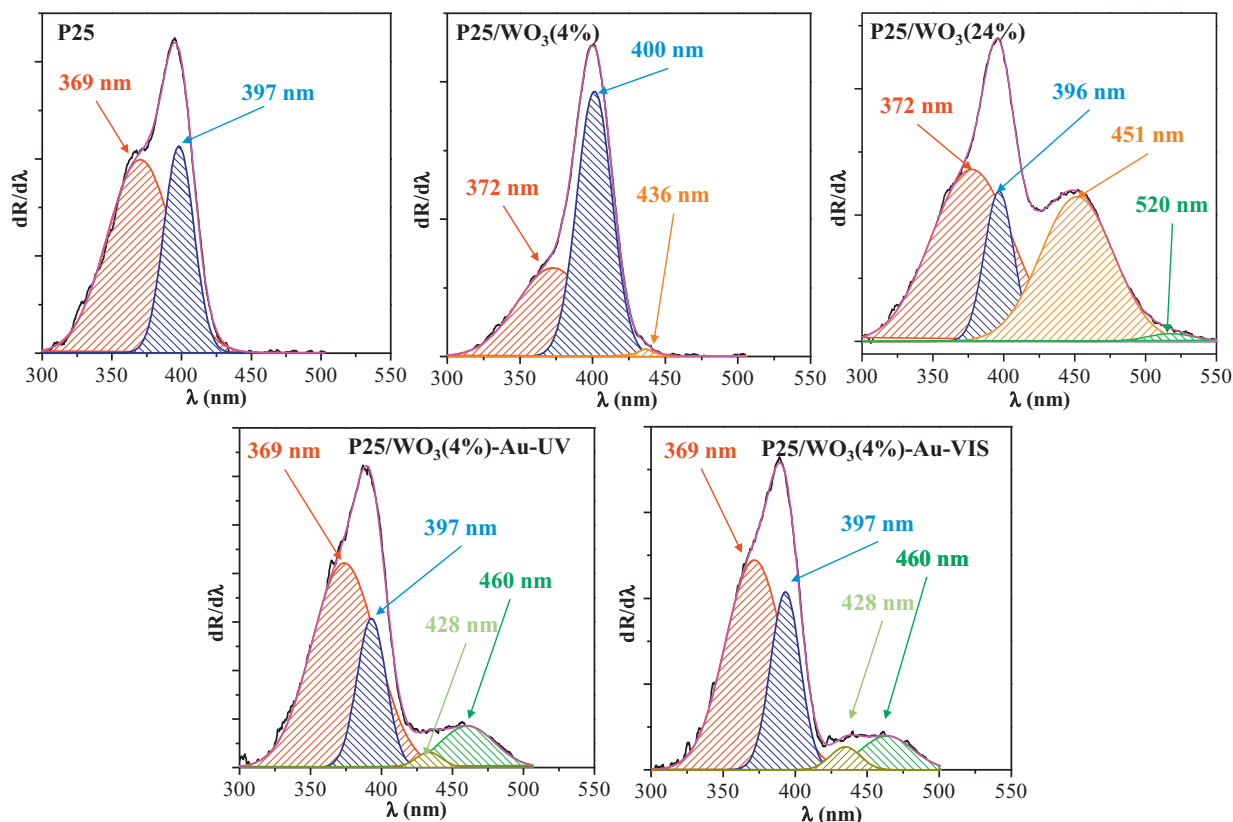 P25
369 nm
397 nm
dR/dλ
300 350 400 450 500 550
λ (nm)
P25/WO₃(4%)
400 nm
372 nm
436 nm
dR/dλ
300 350 400 450 500 550
λ (nm)
P25/WO₃(24%)
372 nm
396 nm
451 nm
520 nm
dR/dλ
300 350 400 450 500 550
λ (nm)
P25/WO₃(4%)-Au-UV
369 nm
397 nm
460 nm
428 nm
dR/dλ
300 350 400 450 500 550
λ (nm)
P25/WO₃(4%)-Au-VIS
369 nm
397 nm
460 nm
428 nm
dR/dλ
300 350 400 450 500 550
λ (nm)